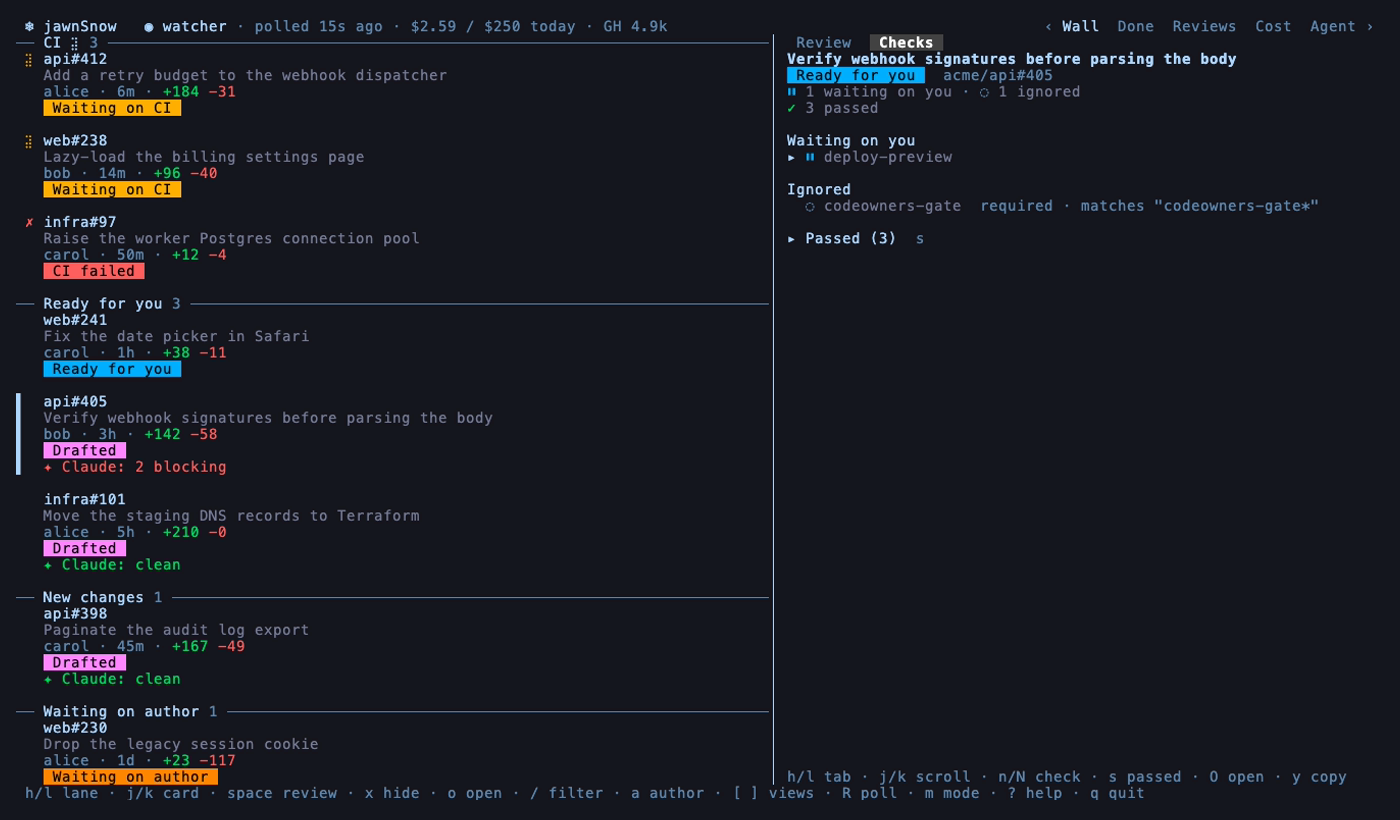 ❄ jawnSnow ◉ watcher · polled 15s ago · $2.59 / $250 today · GH 4.9k ‹ Wall Done Reviews Cost Agent ›
CI ⣾ 3
api#412
Add a retry budget to the webhook dispatcher
alice · 6m · +184 −31
Waiting on CI
web#238
Lazy-load the billing settings page
bob · 14m · +96 −40
Waiting on CI
✗ infra#97
Raise the worker Postgres connection pool
carol · 50m · +12 −4
CI failed
Ready for you 3
web#241
Fix the date picker in Safari
carol · 1h · +38 −11
Ready for you
api#405
Verify webhook signatures before parsing the body
bob · 3h · +142 −58
Drafted
✦ Claude: 2 blocking
infra#101
Move the staging DNS records to Terraform
alice · 5h · +210 −0
Drafted
✦ Claude: clean
New changes 1
api#398
Paginate the audit log export
carol · 45m · +167 −49
Drafted
✦ Claude: clean
Waiting on author 1
web#230
Drop the legacy session cookie
alice · 1d · +23 −117
Waiting on author
Review Checks
Verify webhook signatures before parsing the body
Ready for you acme/api#405
1 waiting on you · ◌ 1 ignored
✓ 3 passed
Waiting on you
▸ deploy-preview
Ignored
◌ codeowners-gate required · matches "codeowners-gate*"
▸ Passed (3) s
h/l tab · j/k scroll · n/N check · s passed · O open · y copy
h/l lane · j/k card · space review · x hide · o open · / filter · a author · [ ] views · R poll · m mode · ? help · q quit